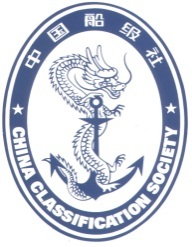 中国船级社
CHINA CLASSIFICATION SOCIETY